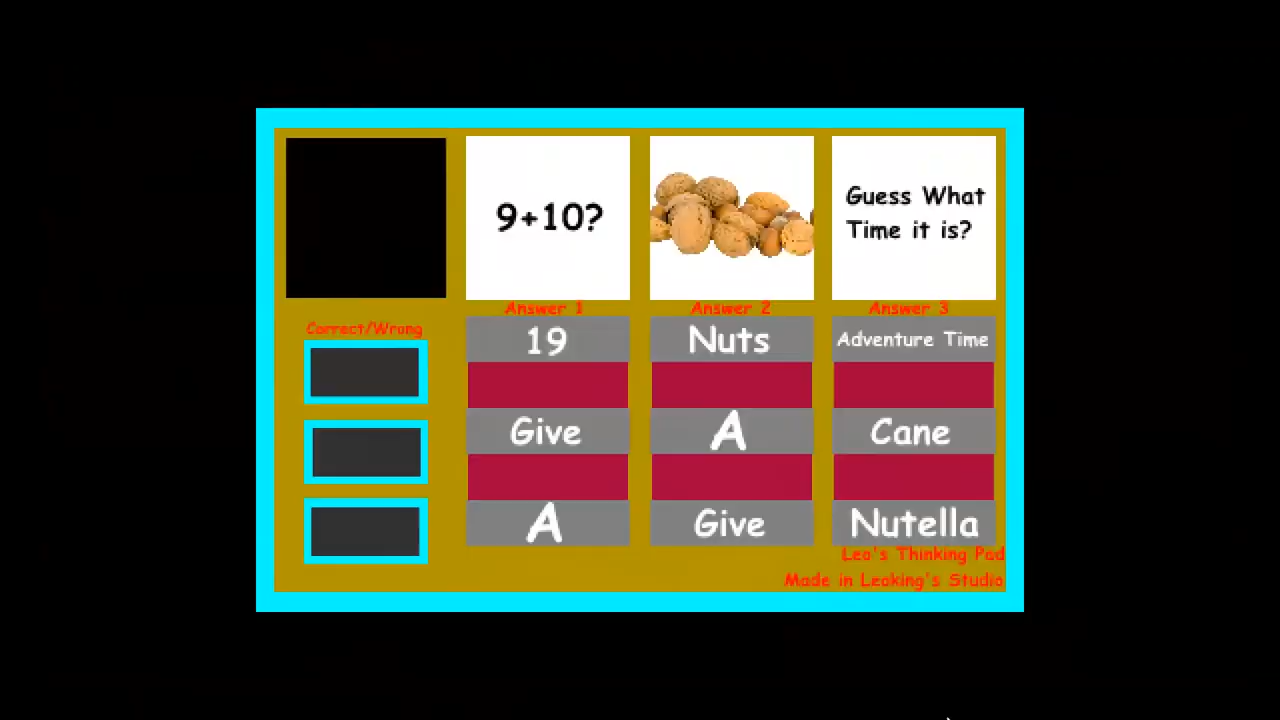 9+10?
Guess What
Time it is?
Answer 1
Answer 2
Answer 3
Correct/Wrong
19
Nuts
Adventure Time
Give
A
Cane
A
Give
Nutella
Leo's Thinking Pad
Made in Leoking's Studio